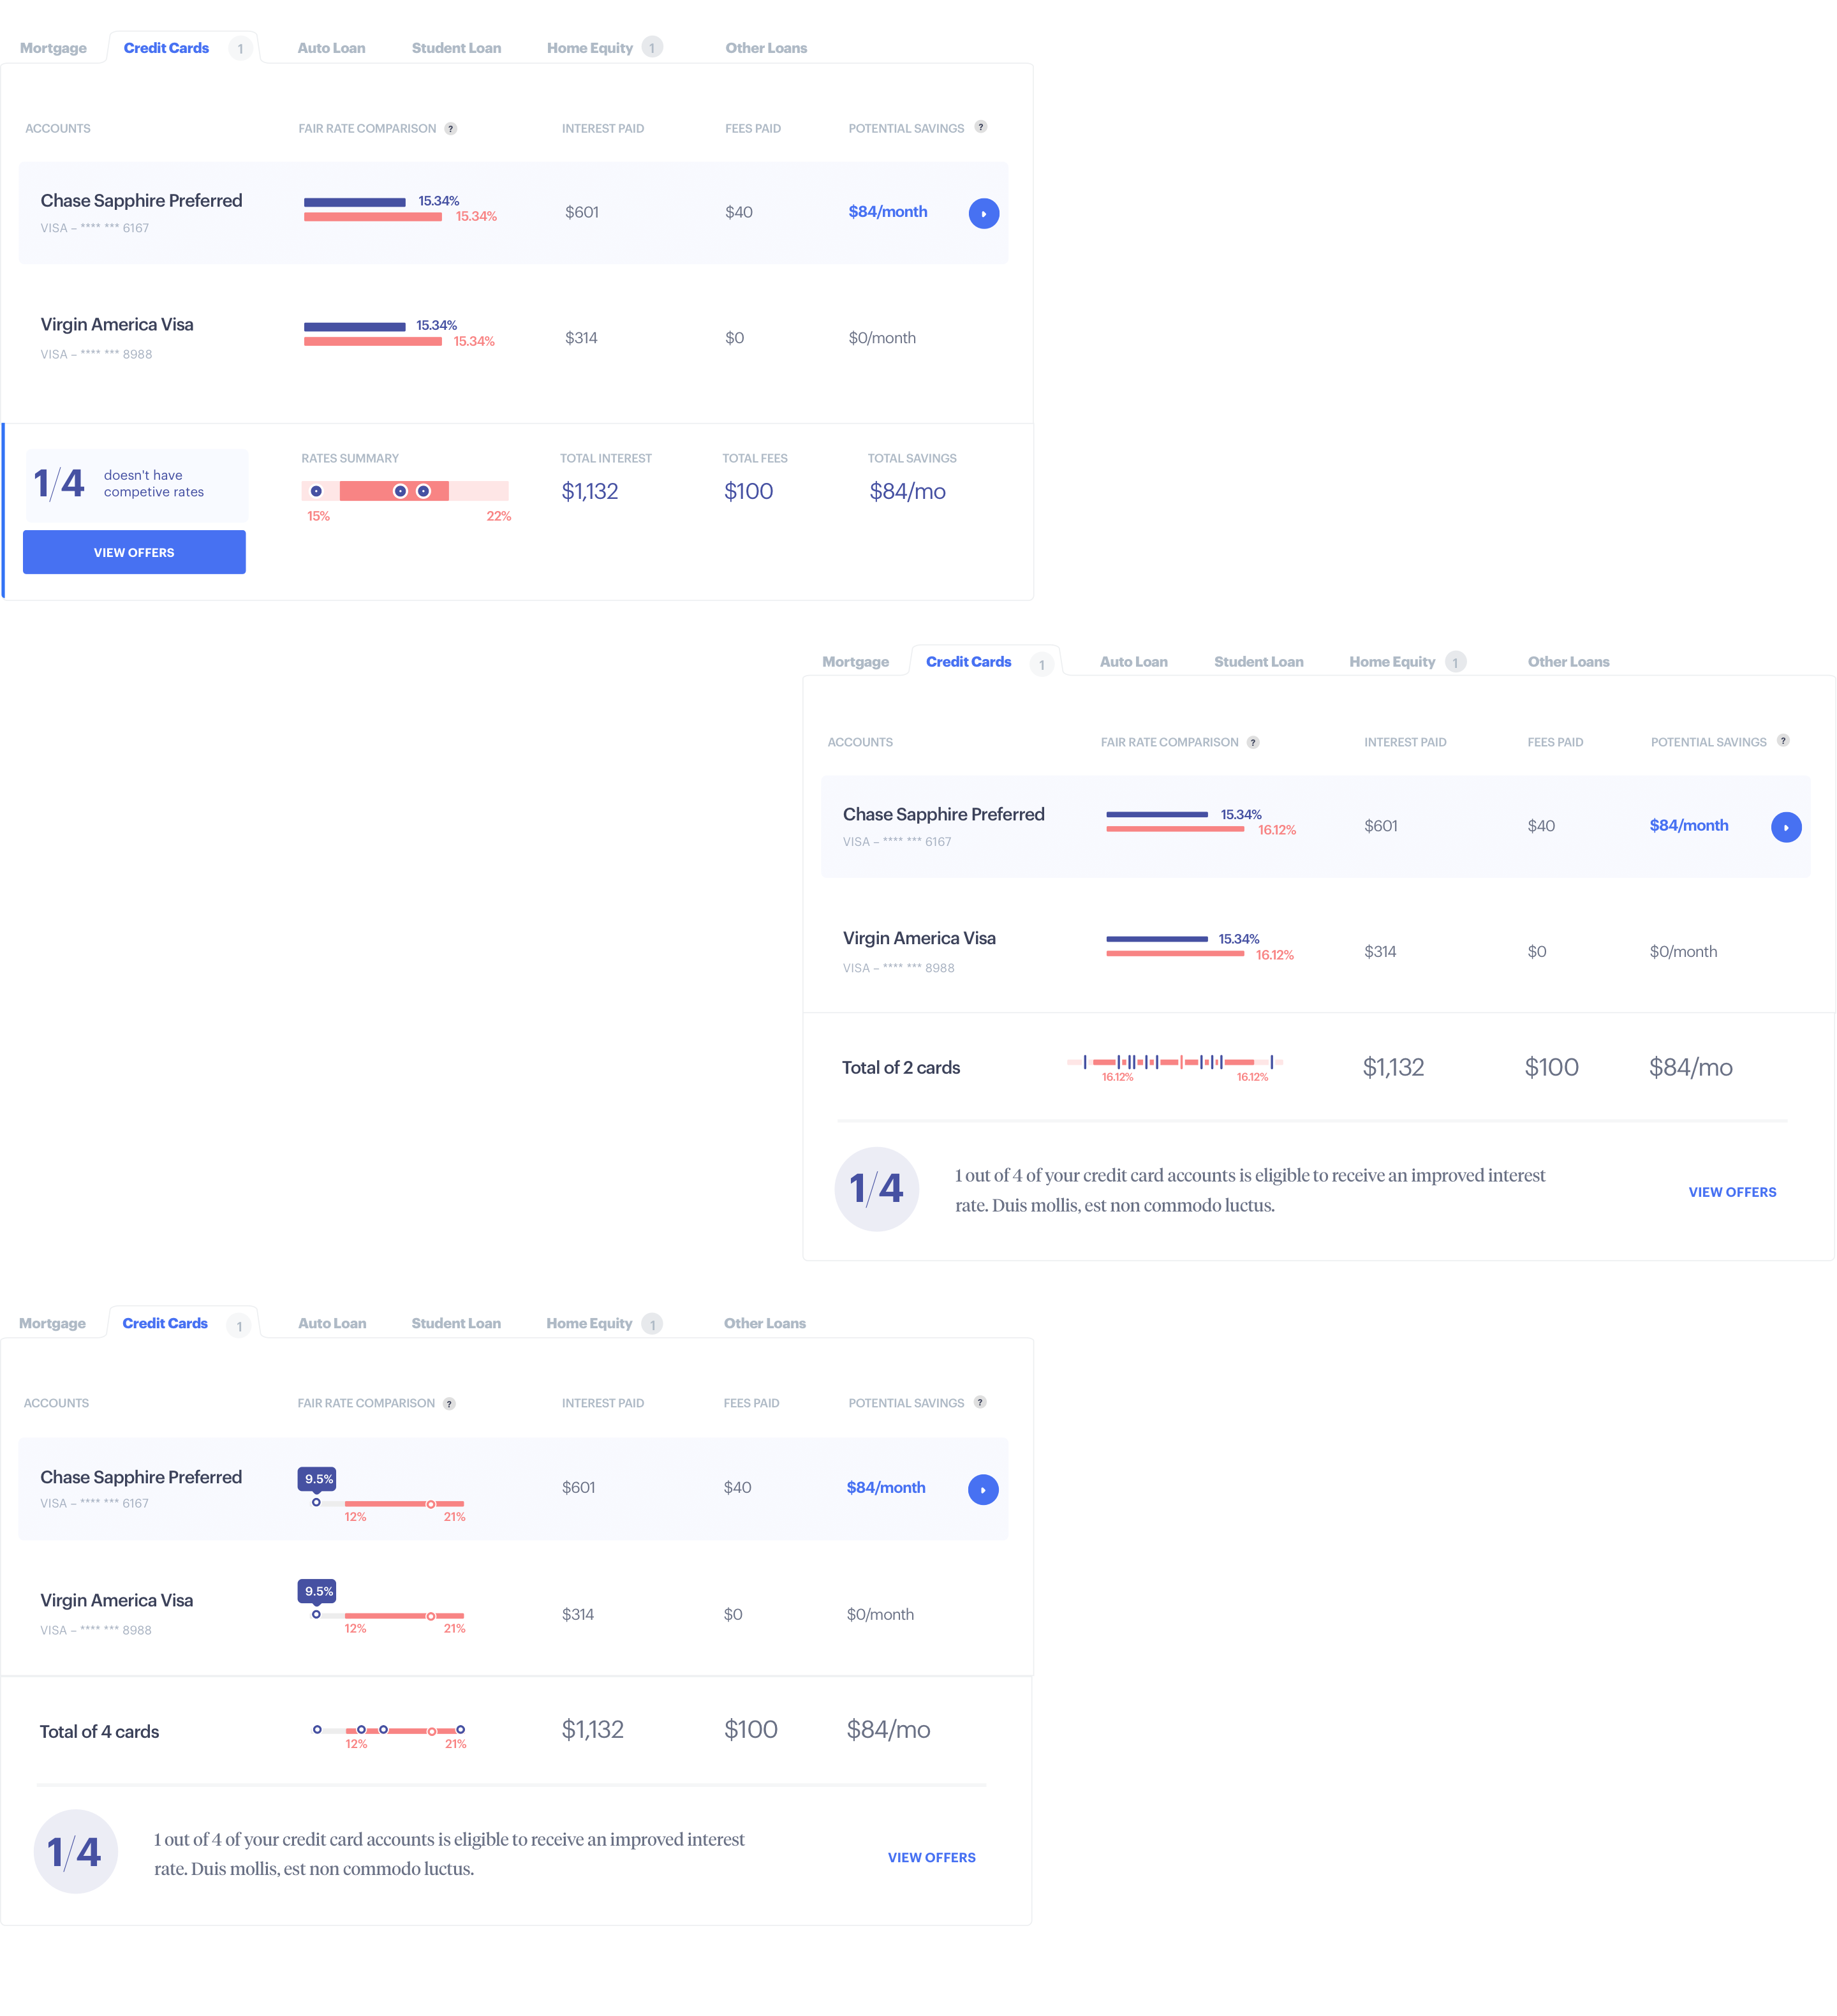 Mortgage Credit Cards 1 Auto Loan Student Loan Home Equity 1 Other Loans
ACCOUNTS FAIR RATE COMPARISON ? INTEREST PAID FEES PAID POTENTIAL SAVINGS ?
Chase Sapphire Preferred 15.34% $601 $40 $84/month
15.34%
VISA – **** *** 6167
Virgin America Visa 15.34% $314 $0 $0/month
15.34%
VISA – **** *** 8988
RATES SUMMARY TOTAL INTEREST TOTAL FEES TOTAL SAVINGS
1/4 doesn't have
competive rates
$1,132 $100 $84/mo
15% 22%
VIEW OFFERS
Mortgage Credit Cards 1 Auto Loan Student Loan Home Equity 1 Other Loans
ACCOUNTS FAIR RATE COMPARISON ? INTEREST PAID FEES PAID POTENTIAL SAVINGS ?
Chase Sapphire Preferred 15.34% $601 $40 $84/month
16.12%
VISA – **** *** 6167
Virgin America Visa 15.34% $314 $0 $0/month
16.12%
VISA – **** *** 8988
Total of 2 cards $1,132 $100 $84/mo
16.12% 16.12%
1/4 1 out of 4 of your credit card accounts is eligible to receive an improved interest
rate. Duis mollis, est non commodo luctus.
VIEW OFFERS
Mortgage Credit Cards 1 Auto Loan Student Loan Home Equity 1 Other Loans
ACCOUNTS FAIR RATE COMPARISON ? INTEREST PAID FEES PAID POTENTIAL SAVINGS ?
Chase Sapphire Preferred 9.5% $601 $40 $84/month
VISA – **** *** 6167
12% 21%
Virgin America Visa 9.5% $314 $0 $0/month
VISA – **** *** 8988
12% 21%
Total of 4 cards $1,132 $100 $84/mo
12% 21%
1/4 1 out of 4 of your credit card accounts is eligible to receive an improved interest
rate. Duis mollis, est non commodo luctus.
VIEW OFFERS